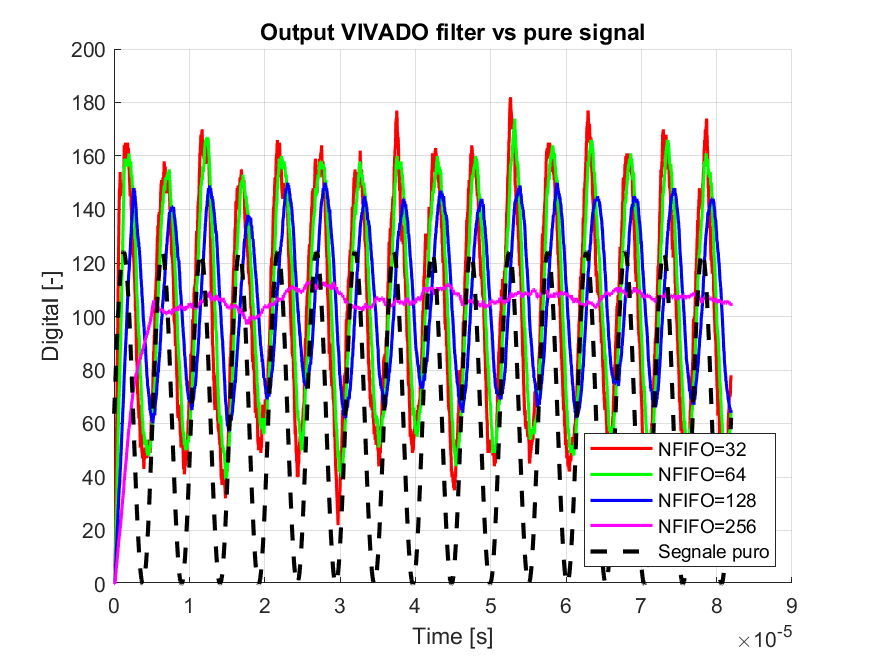 Output VIVADO filter vs pure signal
200
180
160
140
120
100
80
60
40
20
0
Digital [-]
NFIFO=32
NFIFO=64
NFIFO=128
NFIFO=256
Segnale puro
0 1 2 3 4 5 6 7 8 9
Time [s]
×10⁻⁵